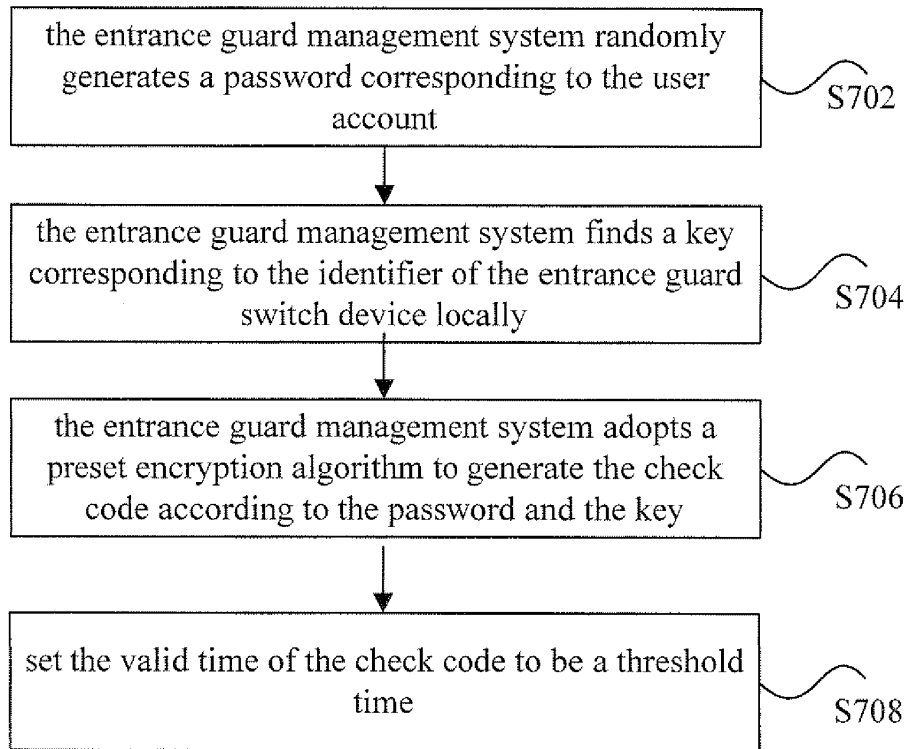 the entrance guard management system randomly
generates a password corresponding to the user
account
S702
the entrance guard management system finds a key
corresponding to the identifier of the entrance guard
switch device locally
S704
the entrance guard management system adopts a
preset encryption algorithm to generate the check
code according to the password and the key
S706
set the valid time of the check code to be a threshold
time
S708